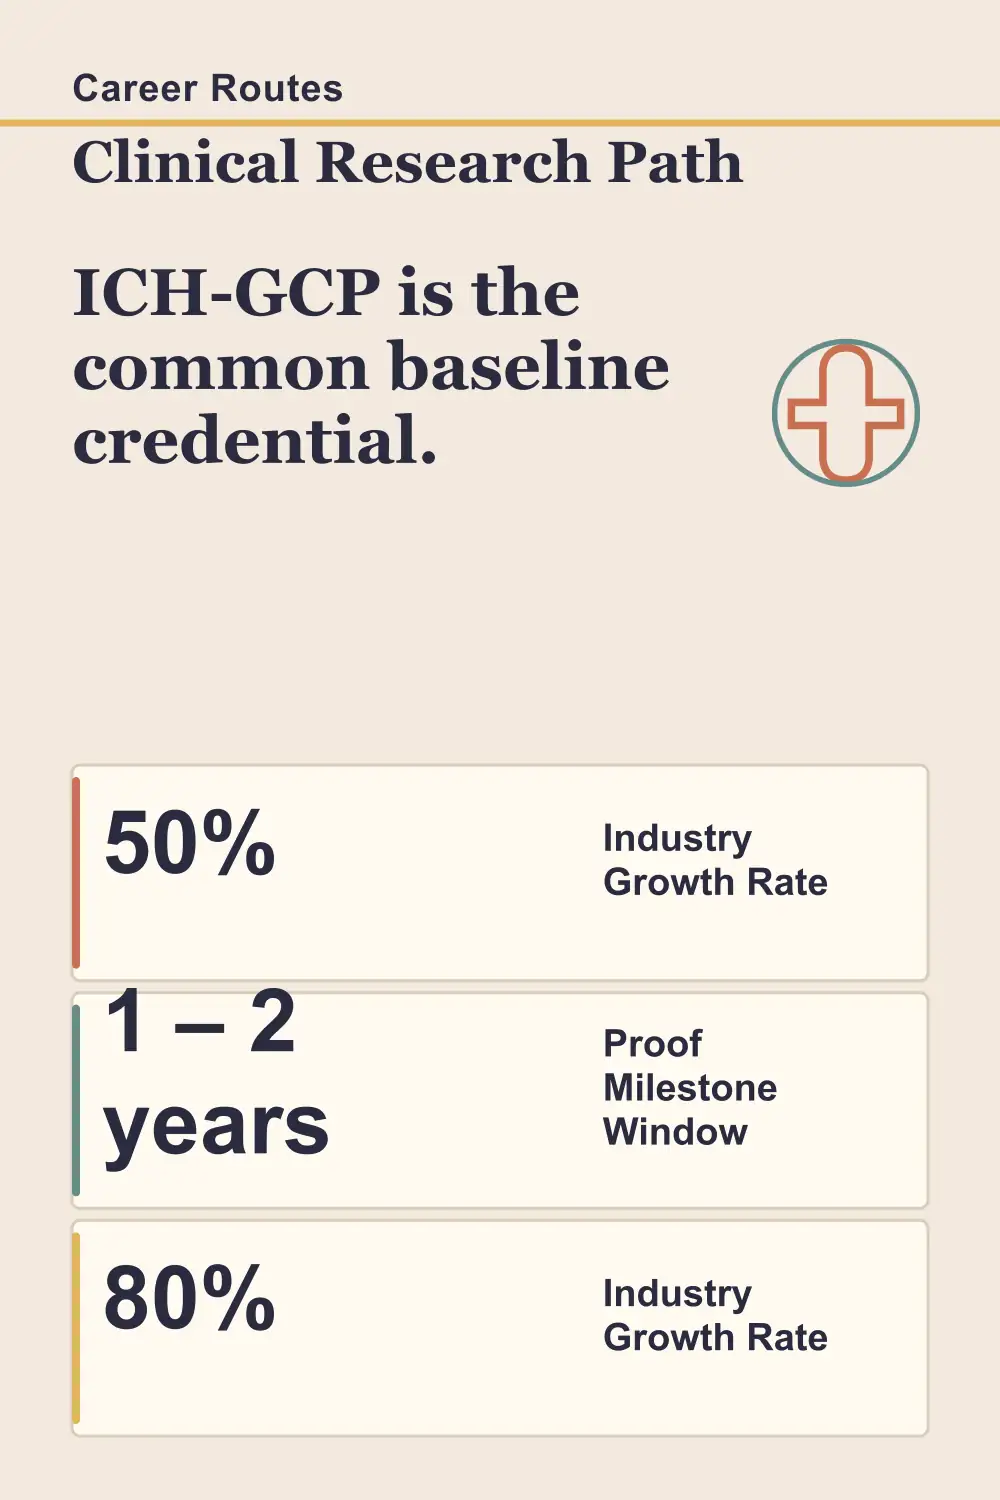 Career Routes
Clinical Research Path
ICH-GCP is the
common baseline
credential.
50%
Industry
Growth Rate
1 – 2
years
Proof
Milestone
Window
80%
Industry
Growth Rate